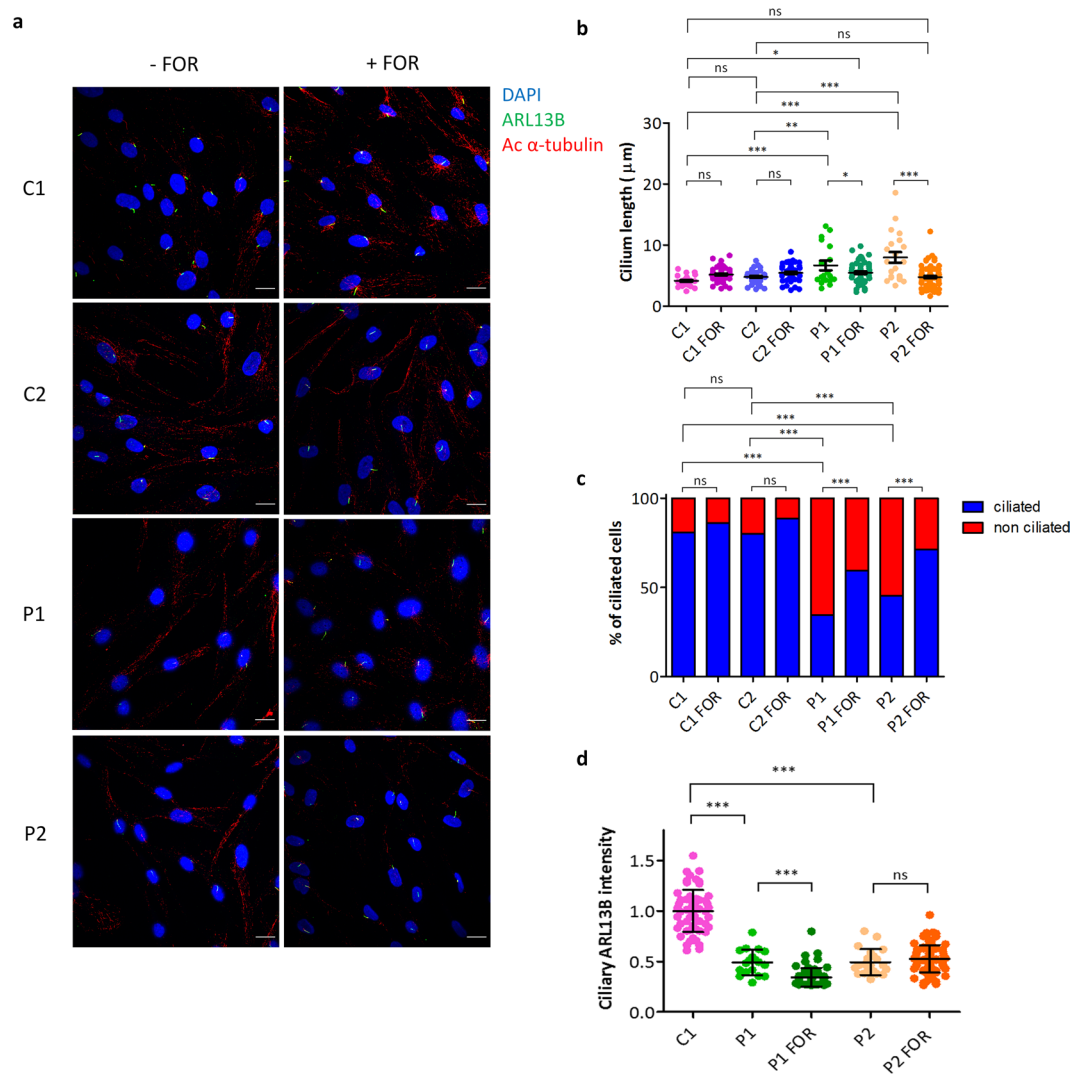 a
- FOR
+ FOR
DAPI
ARL13B
Ac α-tubulin
C1
C2
P1
P2
b
ns
ns
*
ns
***
***
**
***
ns
ns
*
***
Cilium length ( μm)
30
20
10
0
C1
C1 FOR
C2
C2 FOR
P1
P1 FOR
P2
P2 FOR
c
ns
***
***
***
***
ns
ns
***
***
% of ciliated cells
100
50
0
ciliated
non ciliated
C1
C1 FOR
C2
C2 FOR
P1
P1 FOR
P2
P2 FOR
d
***
***
***
ns
Ciliary ARL13B intensity
1.5
1.0
0.5
0.0
C1
P1
P1 FOR
P2
P2 FOR